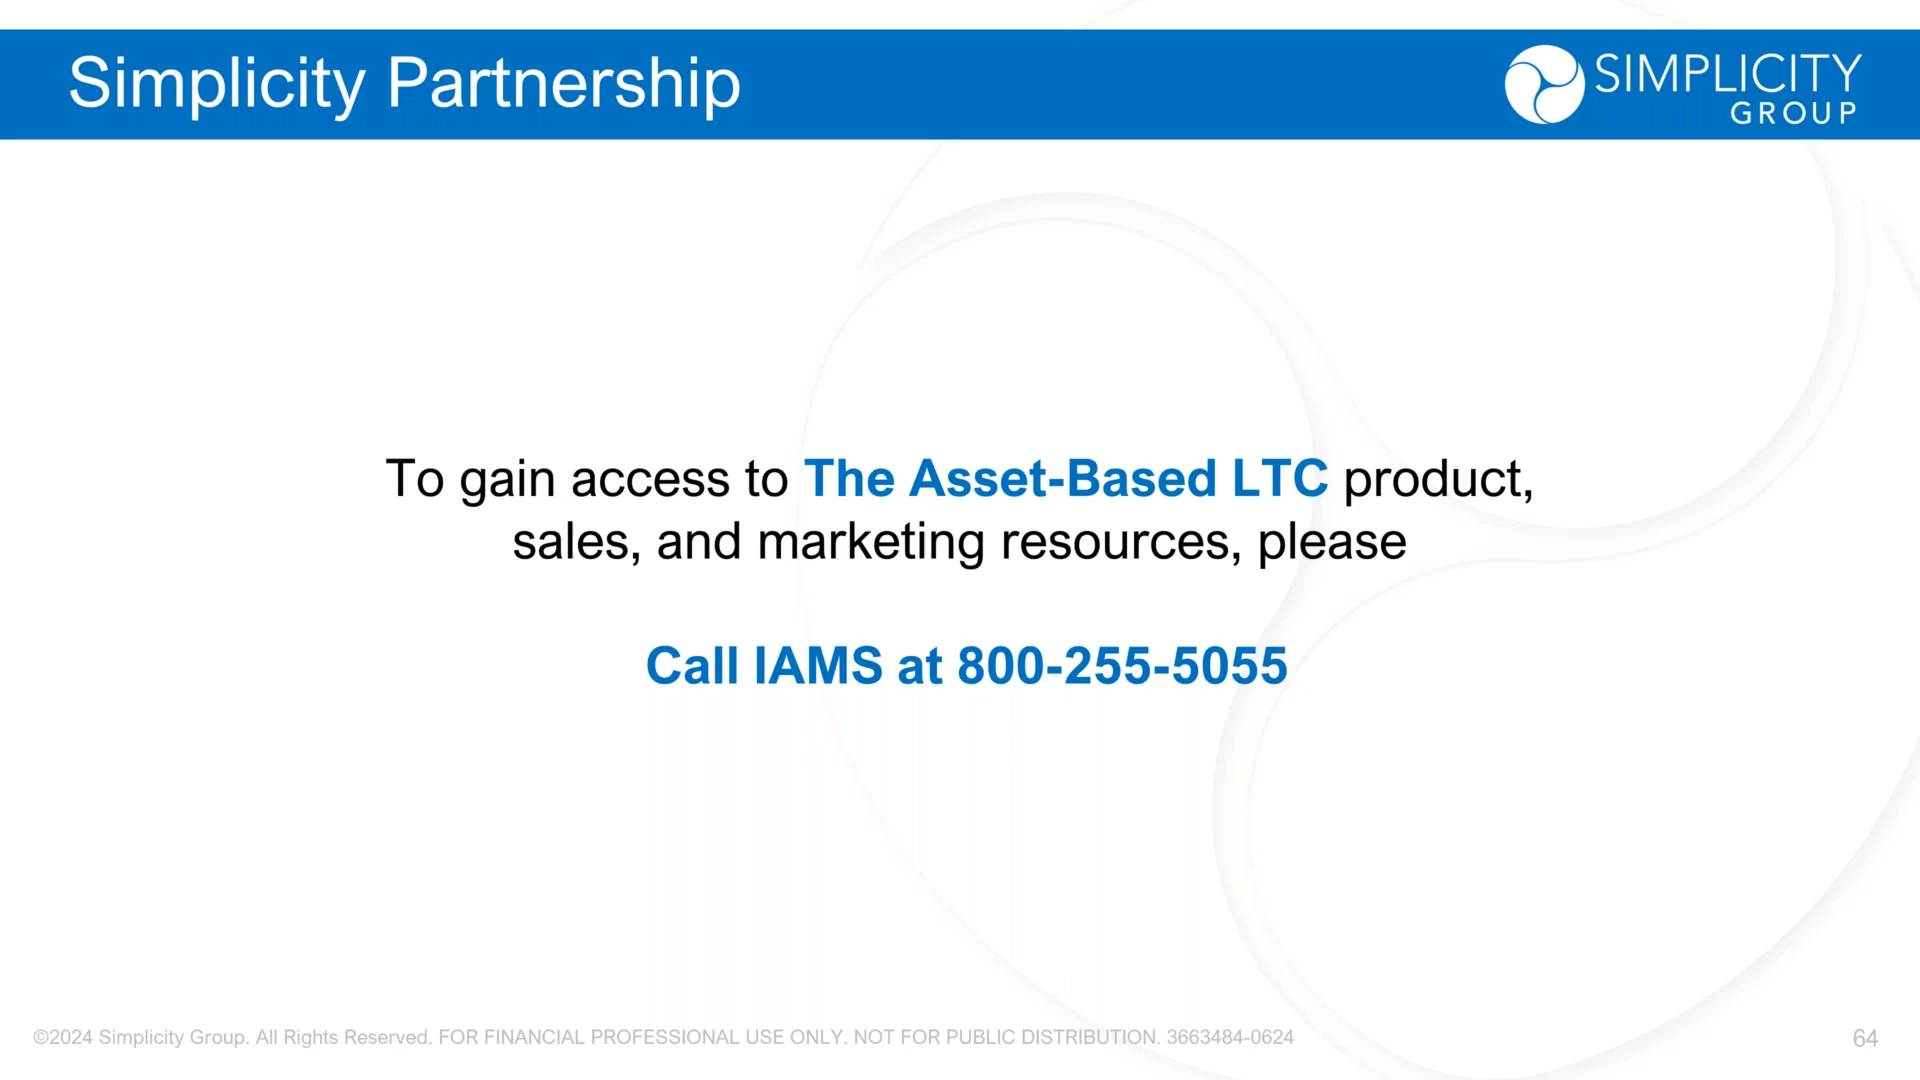 Simplicity Partnership
SIMPLICITY
GROUP
To gain access to The Asset-Based LTC product,
sales, and marketing resources, please
Call IAMS at 800-255-5055
©2024 Simplicity Group. All Rights Reserved. FOR FINANCIAL PROFESSIONAL USE ONLY. NOT FOR PUBLIC DISTRIBUTION. 3663484-0624
64